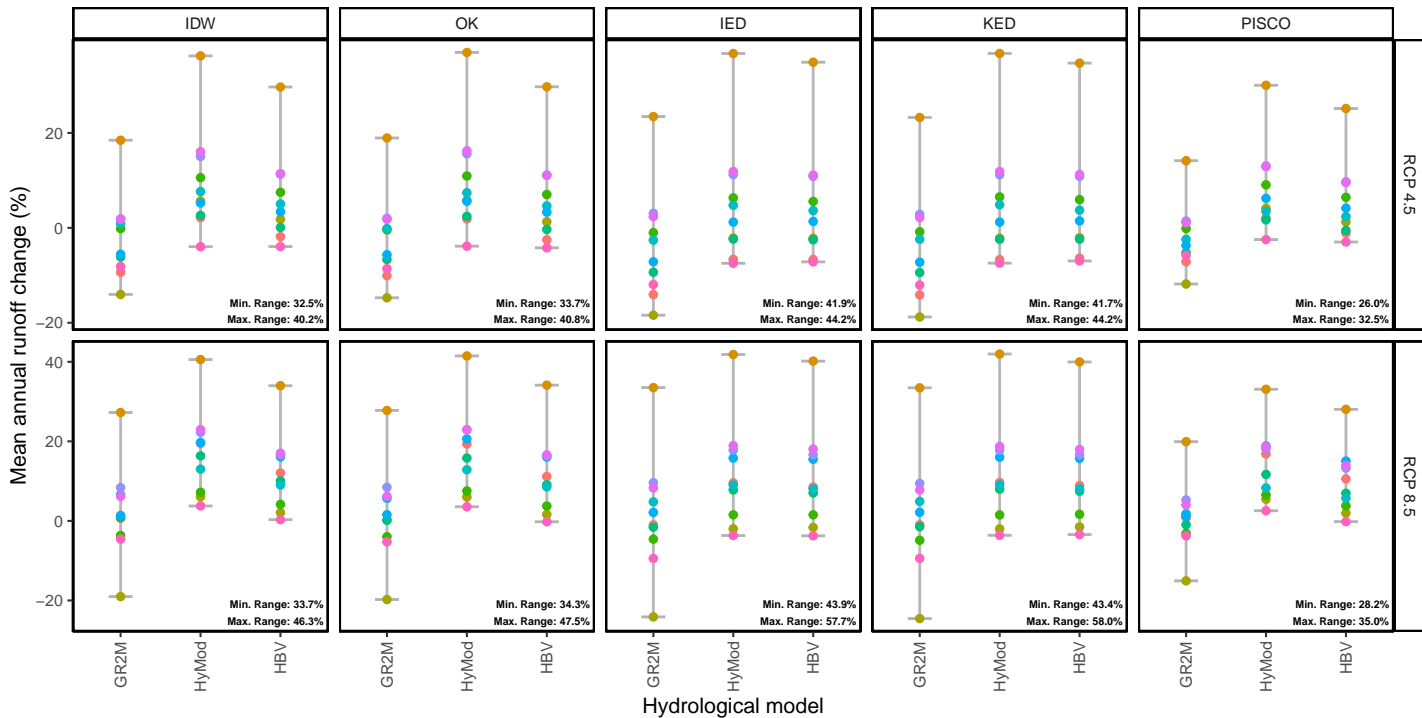 IDW OK IED KED PISCO
Mean annual runoff change (%)
20
0
−20
Min. Range: 32.5%
Max. Range: 40.2%
Min. Range: 33.7%
Max. Range: 40.8%
Min. Range: 41.9%
Max. Range: 44.2%
Min. Range: 41.7%
Max. Range: 44.2%
Min. Range: 26.0%
Max. Range: 32.5%
RCP 4.5
40
20
0
−20
Min. Range: 33.7%
Max. Range: 46.3%
Min. Range: 34.3%
Max. Range: 47.5%
Min. Range: 43.9%
Max. Range: 57.7%
Min. Range: 43.4%
Max. Range: 58.0%
Min. Range: 28.2%
Max. Range: 35.0%
RCP 8.5
GR2M HyMod HBV GR2M HyMod HBV GR2M HyMod HBV GR2M HyMod HBV GR2M HyMod HBV
Hydrological model